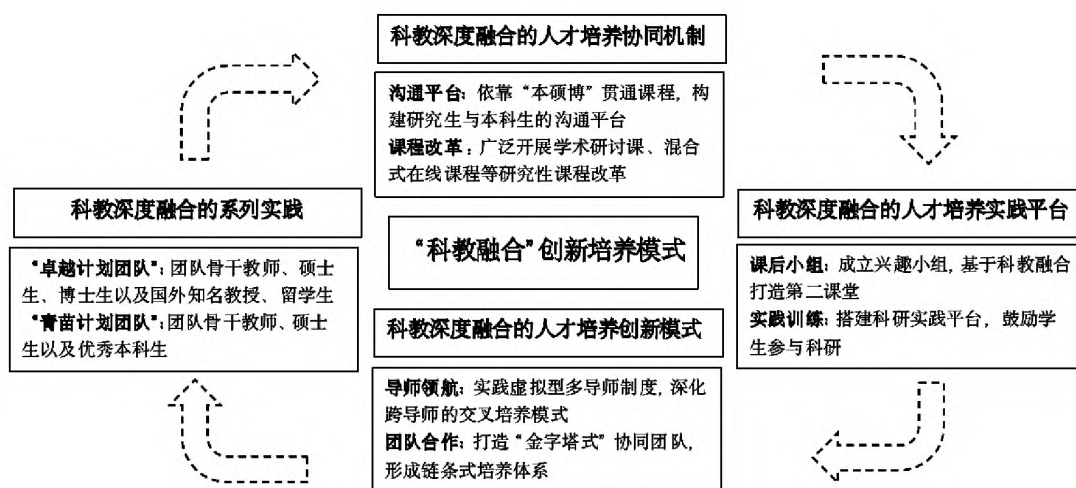 科教深度融合的人才培养协同机制
沟通平台：依靠“本硕博”贯通课程，构
建研究生与本科生的沟通平台
课程改革：广泛开展学术研讨课、混合
式在线课程等研究性课程改革
科教深度融合的系列实践
“卓越计划团队”：团队骨干教师、硕士
生、博士生以及国外知名教授、留学生
“青苗计划团队”：团队骨干教师、硕士
生以及优秀本科生
“科教融合”创新培养模式
科教深度融合的人才培养实践平台
课后小组：成立兴趣小组，基于科教融合
打造第二课堂
实践训练：搭建科研实践平台，鼓励学
生参与科研
科教深度融合的人才培养创新模式
导师领航：实践虚拟型多导师制度，深化
跨导师的交叉培养模式
团队合作：打造“金字塔式”协同团队，
形成链条式培养体系